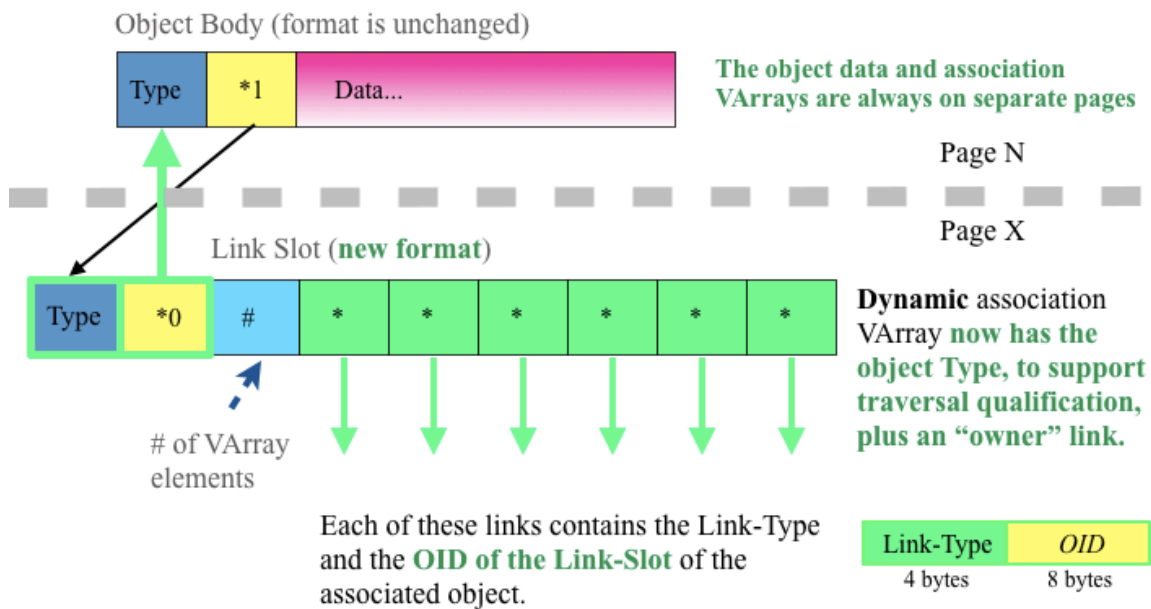 Object Body (format is unchanged)
Type
*1
Data...
The object data and association
VArrays are always on separate pages
Page N
Page X
Link Slot (new format)
Type
*0
#
*
*
*
*
*
*
Dynamic association
VArray now has the
object Type, to support
traversal qualification,
plus an “owner” link.
# of VArray
elements
Each of these links contains the Link-Type
and the OID of the Link-Slot of the
associated object.
Link-Type
OID
4 bytes
8 bytes